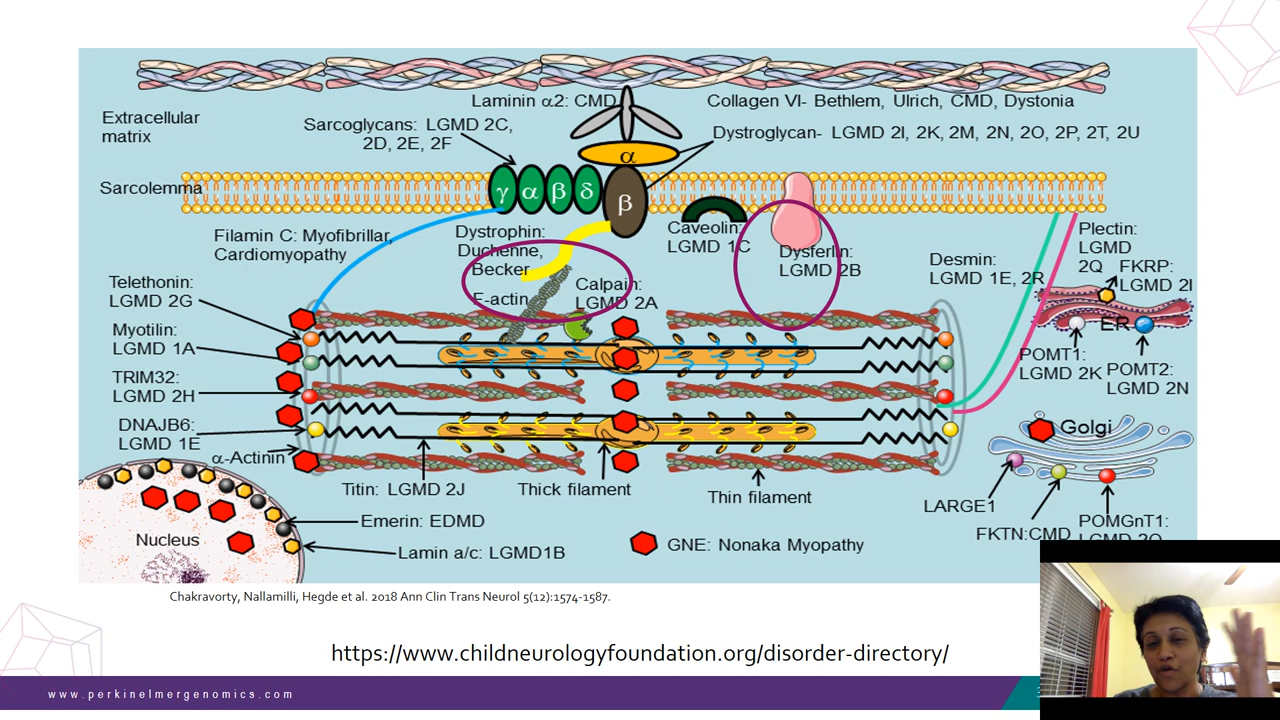 Laminin α2: CMD
Collagen VI- Bethlem, Ulrich, CMD, Dystonia
Extracellular
matrix
Sarcoglycans: LGMD 2C,
2D, 2E, 2F
Dystroglycan- LGMD 2I, 2K, 2M, 2N, 2O, 2P, 2T, 2U
α
Sarcolemma
γ α β δ
β
Filamin C: Myofibrillar,
Cardiomyopathy
Dystrophin:
Duchenne,
Becker
F-actin
Calpain:
LGMD 2A
Caveolin:
LGMD 1C
Dysferlin:
LGMD 2B
Desmin:
LGMD 1E, 2R
Plectin:
LGMD
2Q
FKRP:
LGMD 2I
ER
POMT1:
LGMD 2K
POMT2:
LGMD 2N
Telethonin:
LGMD 2G
Myotilin:
LGMD 1A
TRIM32:
LGMD 2H
DNAJB6:
LGMD 1E
α-Actinin
Golgi
Titin: LGMD 2J
Thick filament
Thin filament
LARGE1
FKTN:CMD
POMGnT1:
Emerin: EDMD
Nucleus
Lamin a/c: LGMD1B
GNE: Nonaka Myopathy
Chakravorty, Nallamilli, Hegde et al. 2018 Ann Clin Trans Neurol 5(12):1574-1587.
https://www.childneurologyfoundation.org/disorder-directory/
www.perkinelmergenomics.com